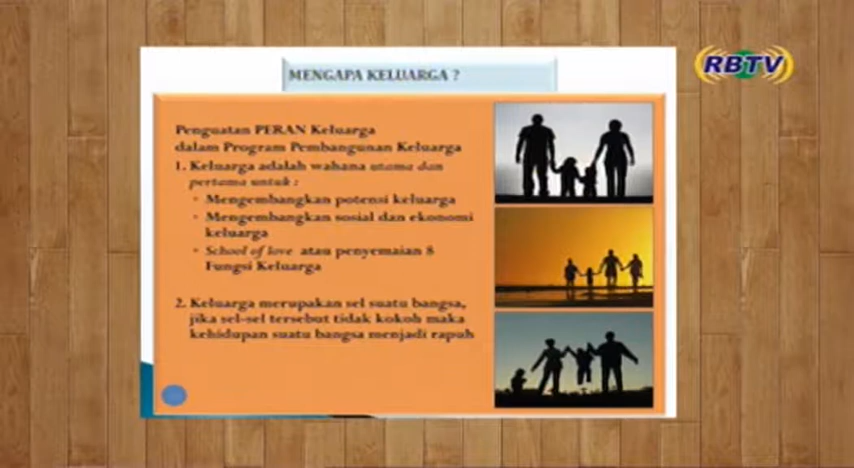 MENGAPA KELUARGA ?
RBTV
Penguatan PERAN Keluarga
dalam Program Pembangunan Keluarga
1. Keluarga adalah wahana utama dan
pertama untuk :
Mengembangkan potensi keluarga
Mengembangkan sosial dan ekonomi
keluarga
School of love atau penyemaian 8
Fungsi Keluarga
2. Keluarga merupakan sel suatu bangsa,
jika sel-sel tersebut tidak kokoh maka
kehidupan suatu bangsa menjadi rapuh